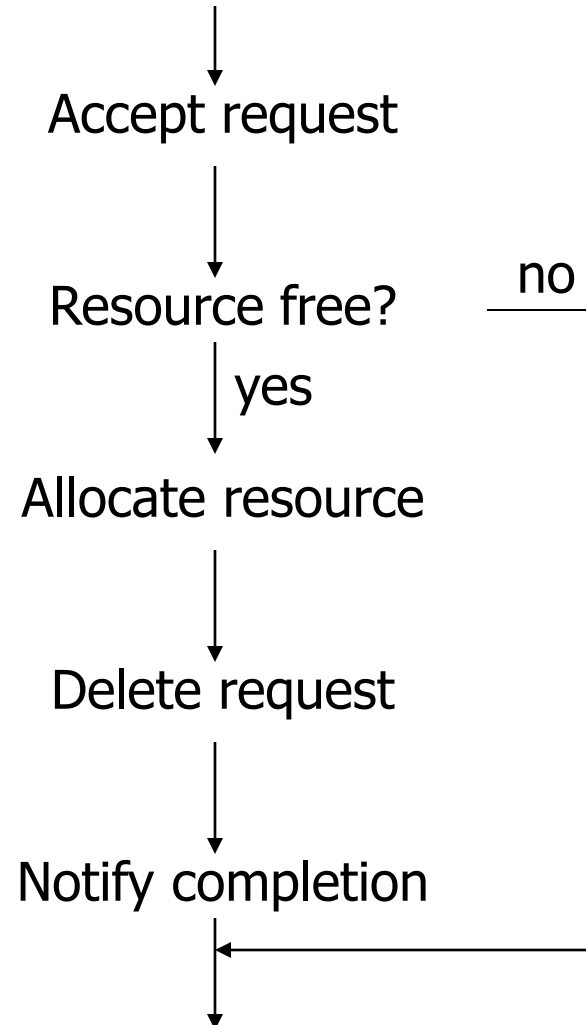 Accept request
Resource free?
no
yes
Allocate resource
Delete request
Notify completion